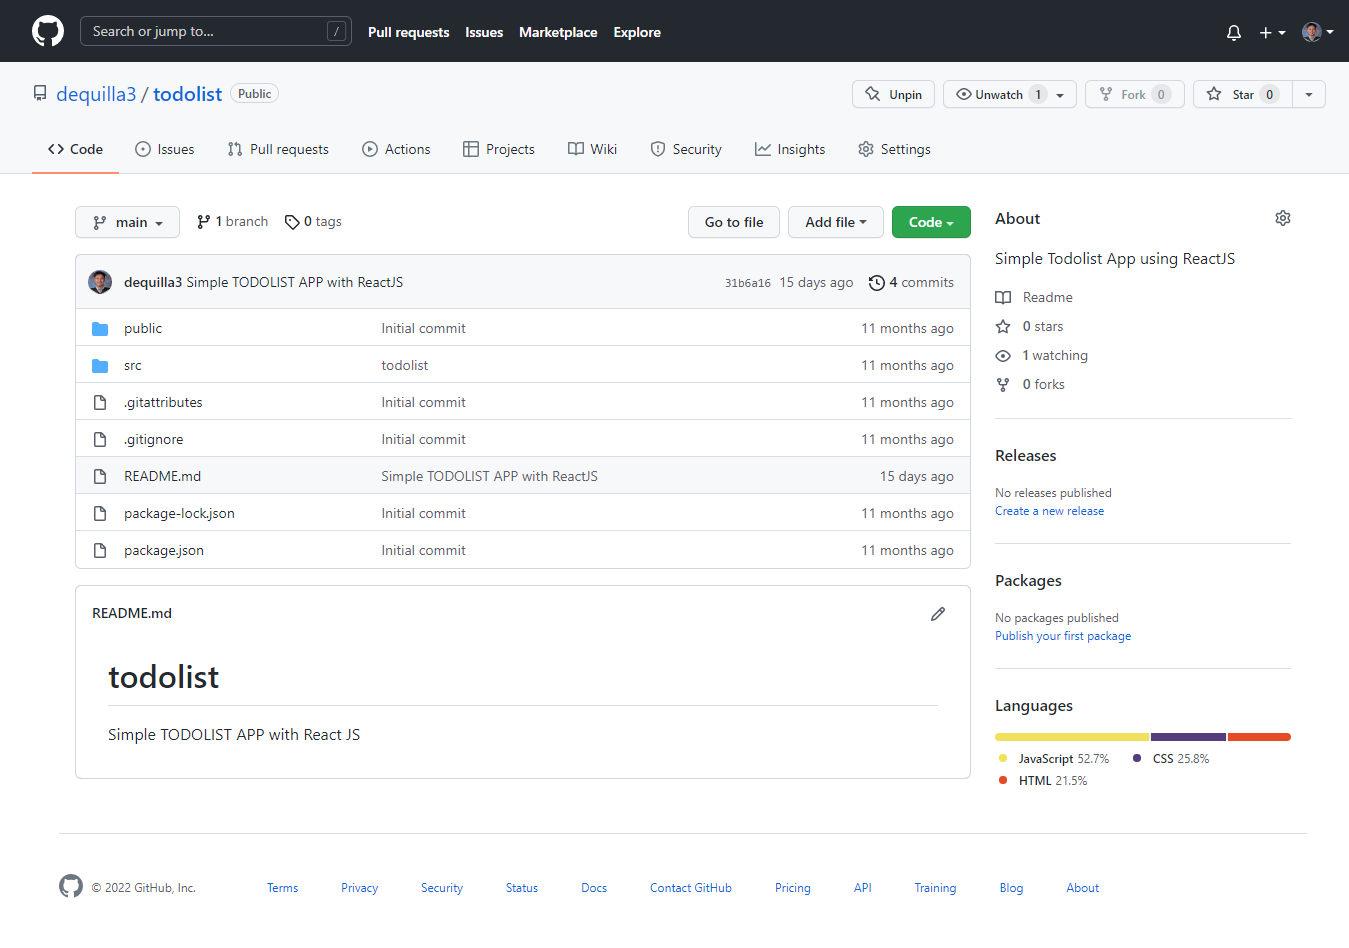 Search or jump to... /
Pull requests Issues Marketplace Explore
dequilla3 / todolist Public
Unpin Unwatch 1 Fork 0 Star 0
Code Issues Pull requests Actions Projects Wiki Security Insights Settings
main 1 branch 0 tags Go to file Add file Code
dequilla3 Simple TODOLIST APP with ReactJS 31b6a16 15 days ago 4 commits
public Initial commit 11 months ago
src todolist 11 months ago
.gitattributes Initial commit 11 months ago
.gitignore Initial commit 11 months ago
README.md Simple TODOLIST APP with ReactJS 15 days ago
package-lock.json Initial commit 11 months ago
package.json Initial commit 11 months ago
README.md
todolist
Simple TODOLIST APP with React JS
About
Simple Todolist App using ReactJS
Readme
0 stars
1 watching
0 forks
Releases
No releases published
Create a new release
Packages
No packages published
Publish your first package
Languages
JavaScript 52.7% CSS 25.8%
HTML 21.5%
© 2022 GitHub, Inc. Terms Privacy Security Status Docs Contact GitHub Pricing API Training Blog About